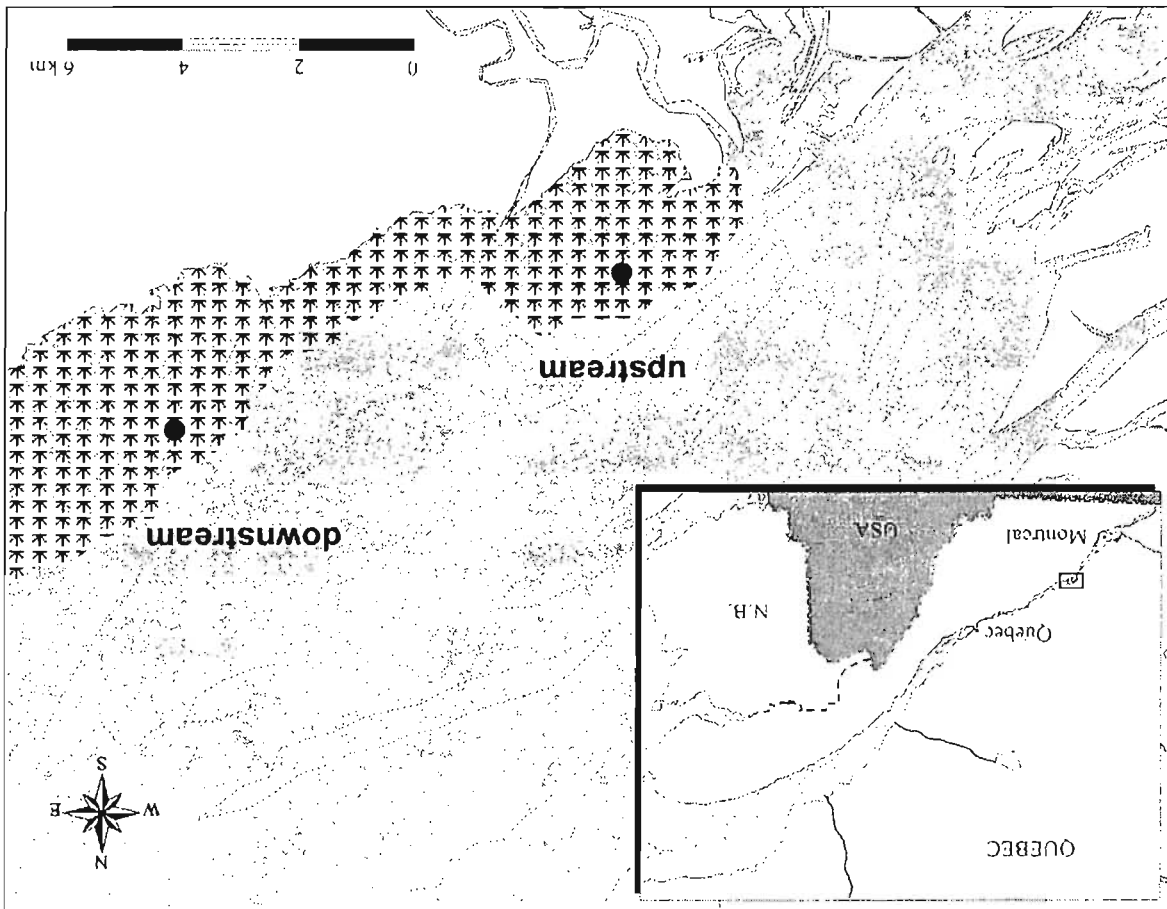 QUEBEC
N
W E
S
Quebec
N.B.
Montreal
USA
downstream
upstream
0 2 4 6 km